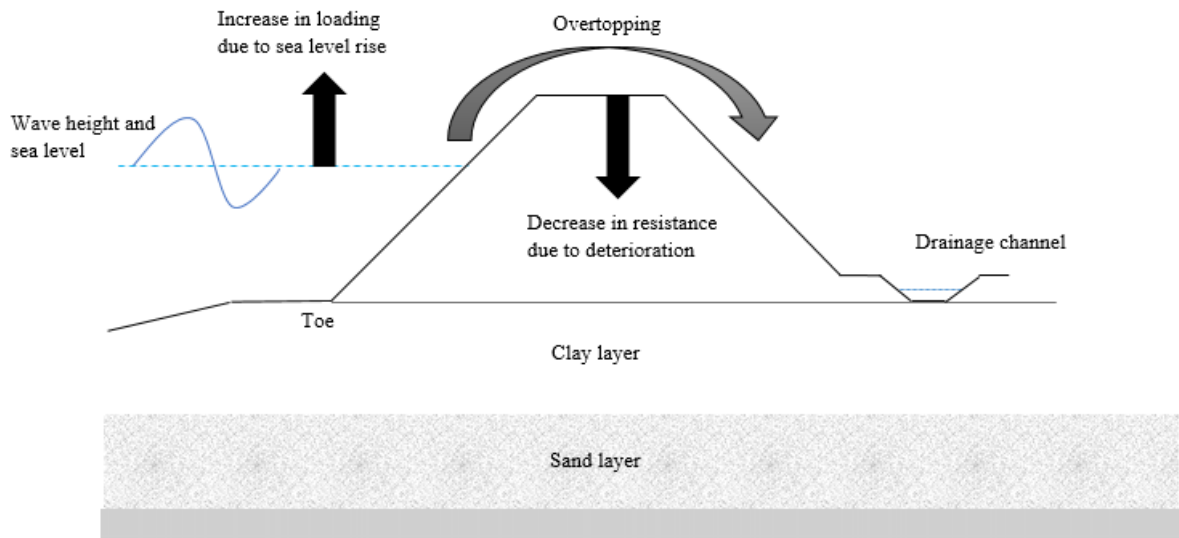 Increase in loading
due to sea level rise
Overtopping
Wave height and
sea level
Decrease in resistance
due to deterioration
Drainage channel
Toe
Clay layer
Sand layer